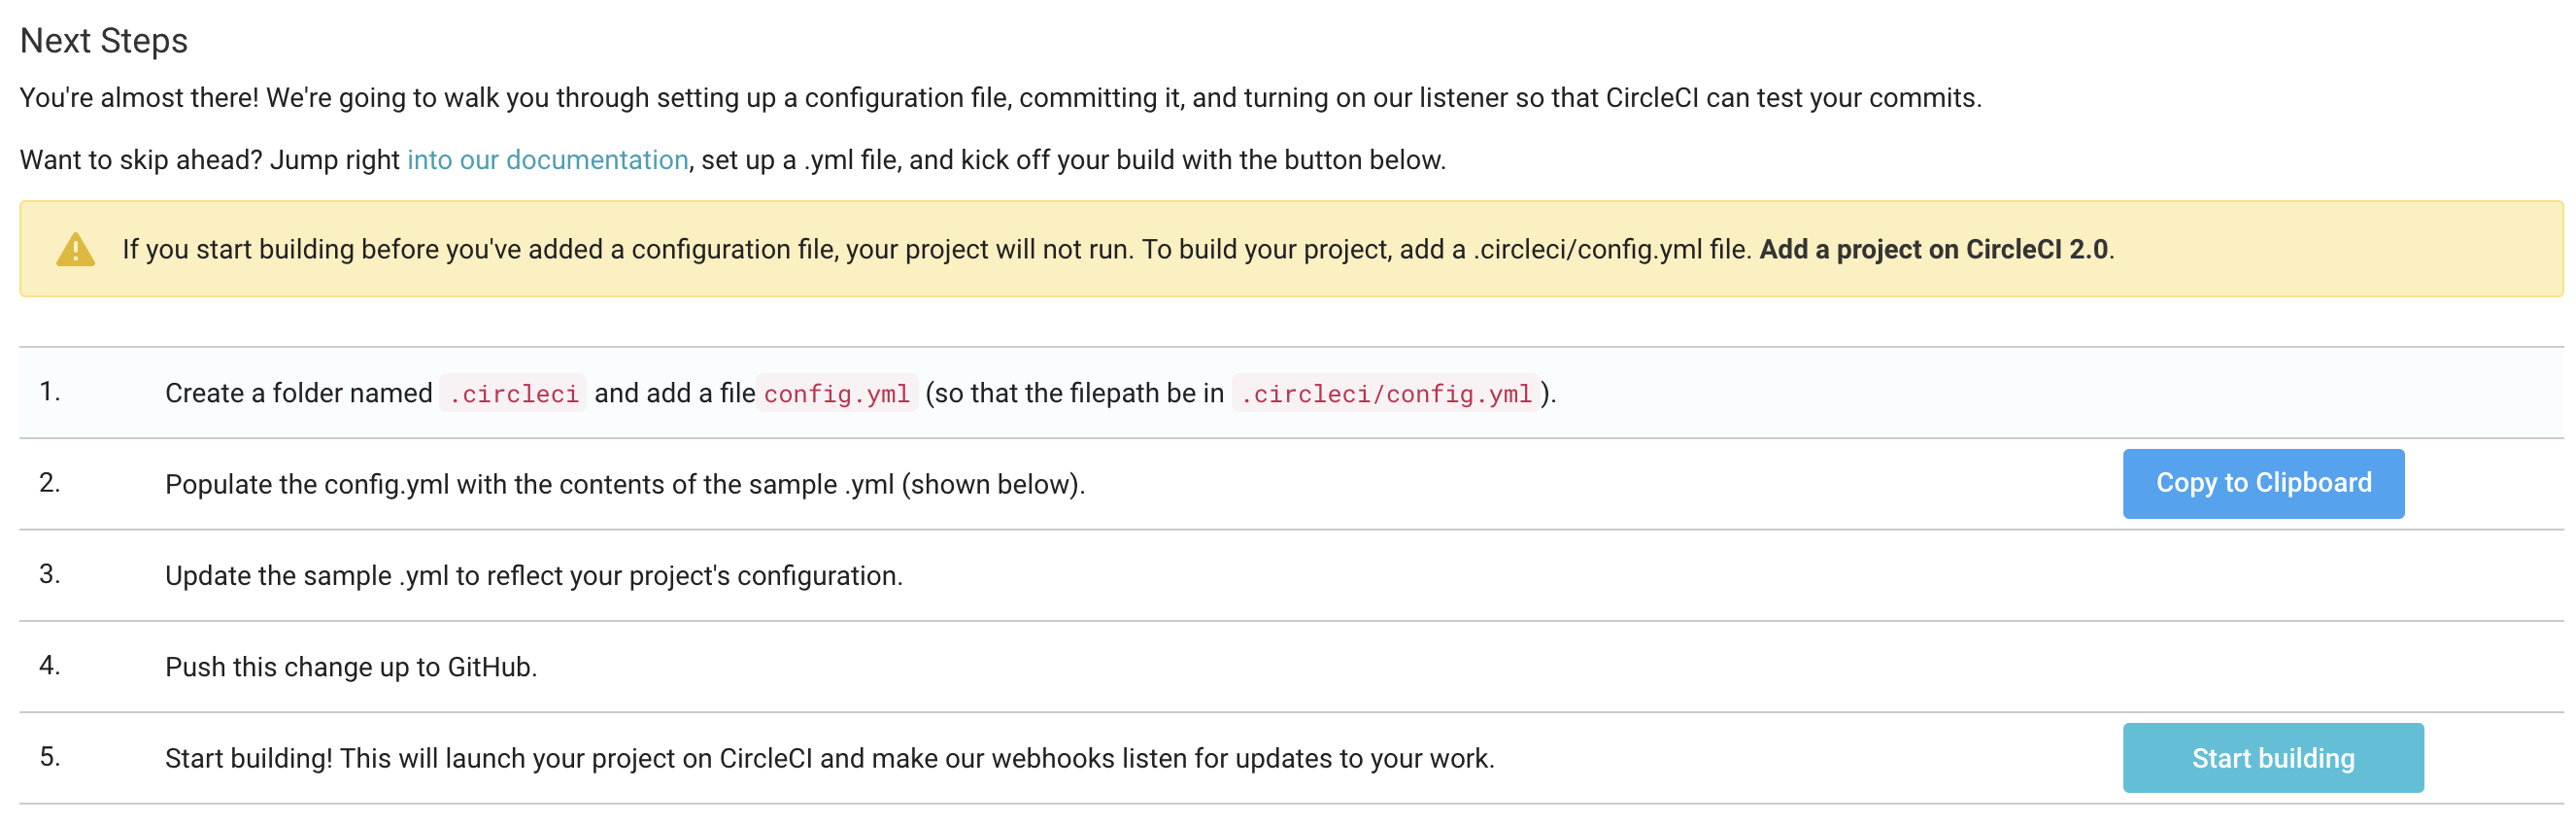 Next Steps
You're almost there! We're going to walk you through setting up a configuration file, committing it, and turning on our listener so that CircleCI can test your commits.
Want to skip ahead? Jump right into our documentation, set up a .yml file, and kick off your build with the button below.
If you start building before you've added a configuration file, your project will not run. To build your project, add a .circleci/config.yml file. Add a project on CircleCI 2.0.
1. Create a folder named .circleci and add a file config.yml (so that the filepath be in .circleci/config.yml ).
2. Populate the config.yml with the contents of the sample .yml (shown below). Copy to Clipboard
3. Update the sample .yml to reflect your project's configuration.
4. Push this change up to GitHub.
5. Start building! This will launch your project on CircleCI and make our webhooks listen for updates to your work. Start building